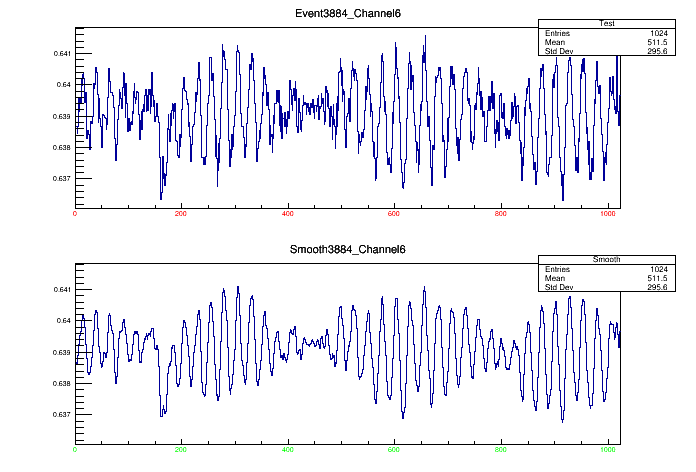 Event3884_Channel6
Test
Entries 1024
Mean 511.5
Std Dev 295.6
0.641
0.64
0.639
0.638
0.637
0 200 400 600 800 1000
Smooth3884_Channel6
Smooth
Entries 1024
Mean 511.5
Std Dev 295.6
0.641
0.64
0.639
0.638
0.637
0 200 400 600 800 1000